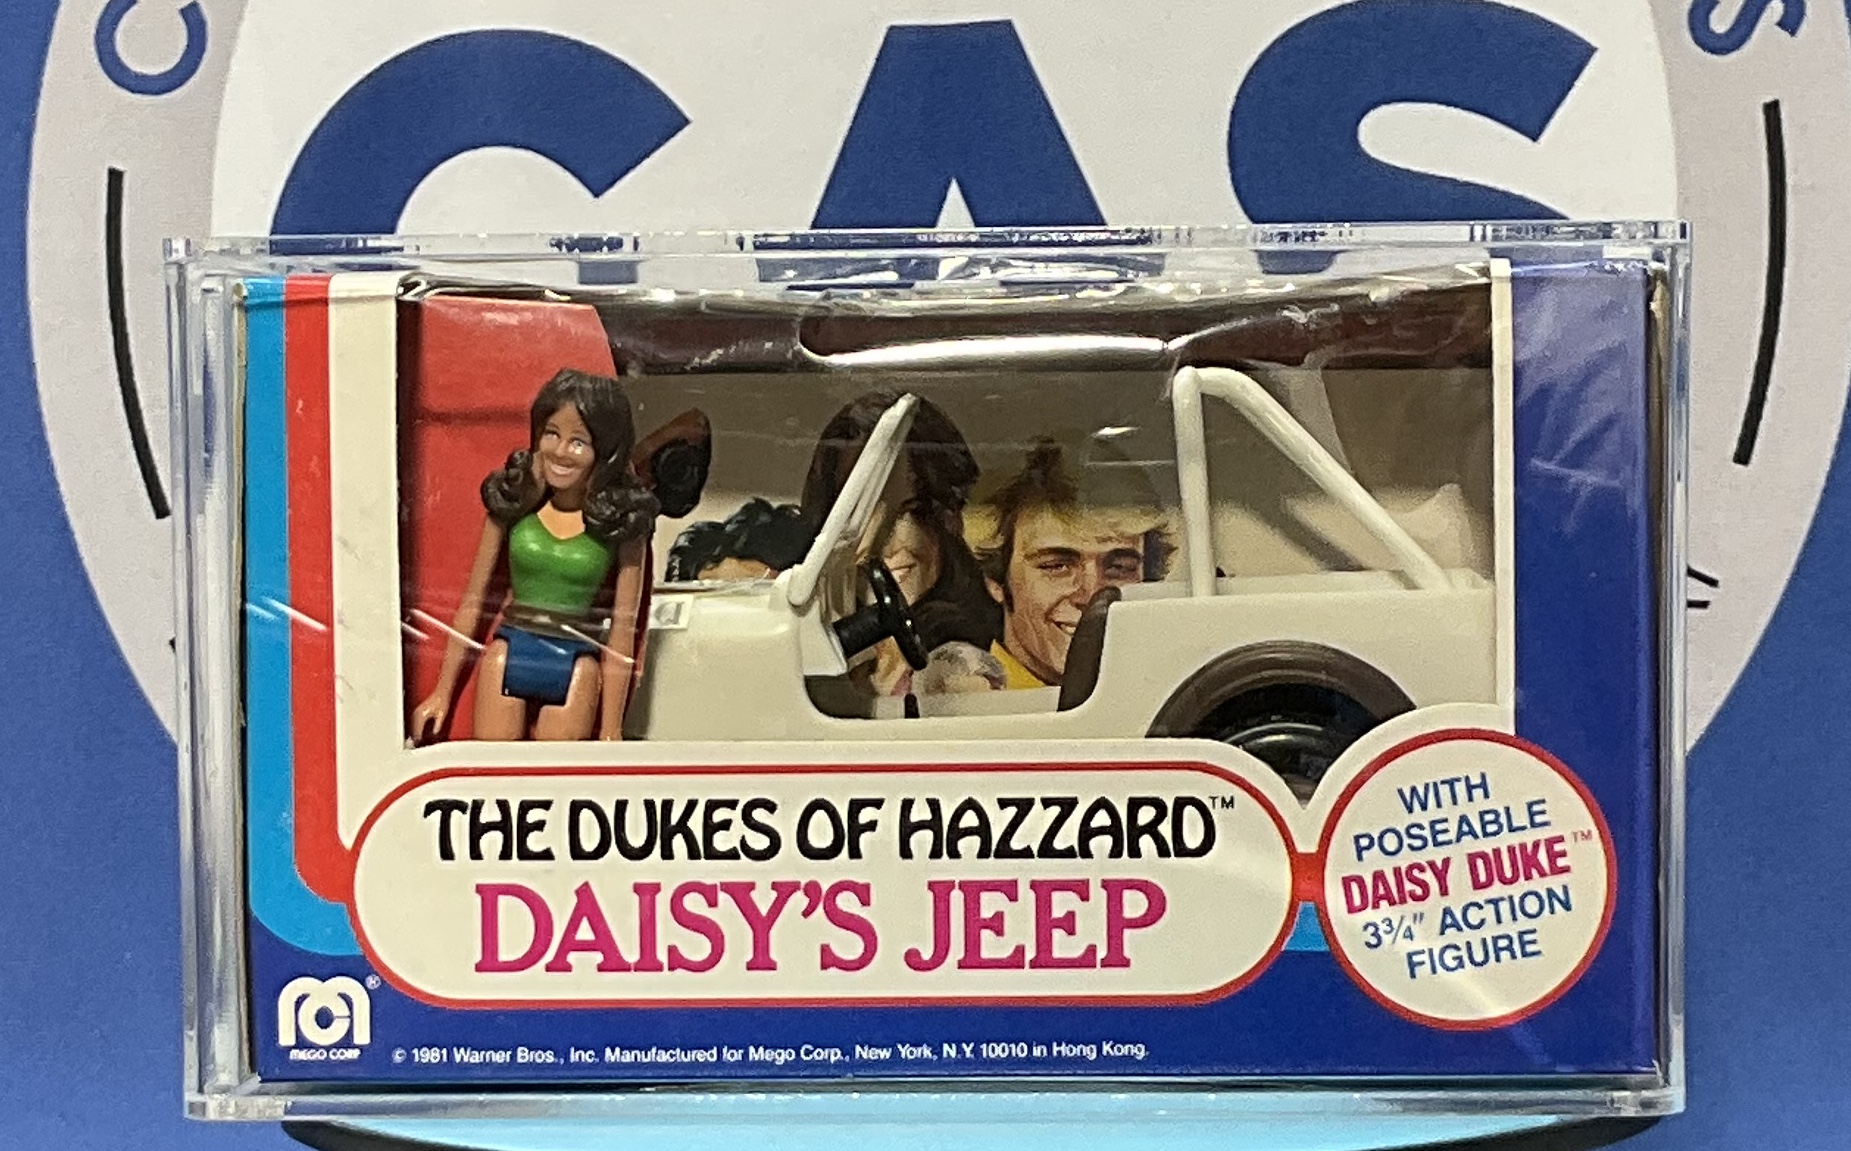 C
S
CAS
THE DUKES OF HAZZARD™
DAISY'S JEEP
WITH
POSEABLE
DAISY DUKE™
3¾" ACTION
FIGURE
®
MEGO CORP
© 1981 Warner Bros., Inc. Manufactured for Mego Corp., New York, N.Y. 10010 in Hong Kong.